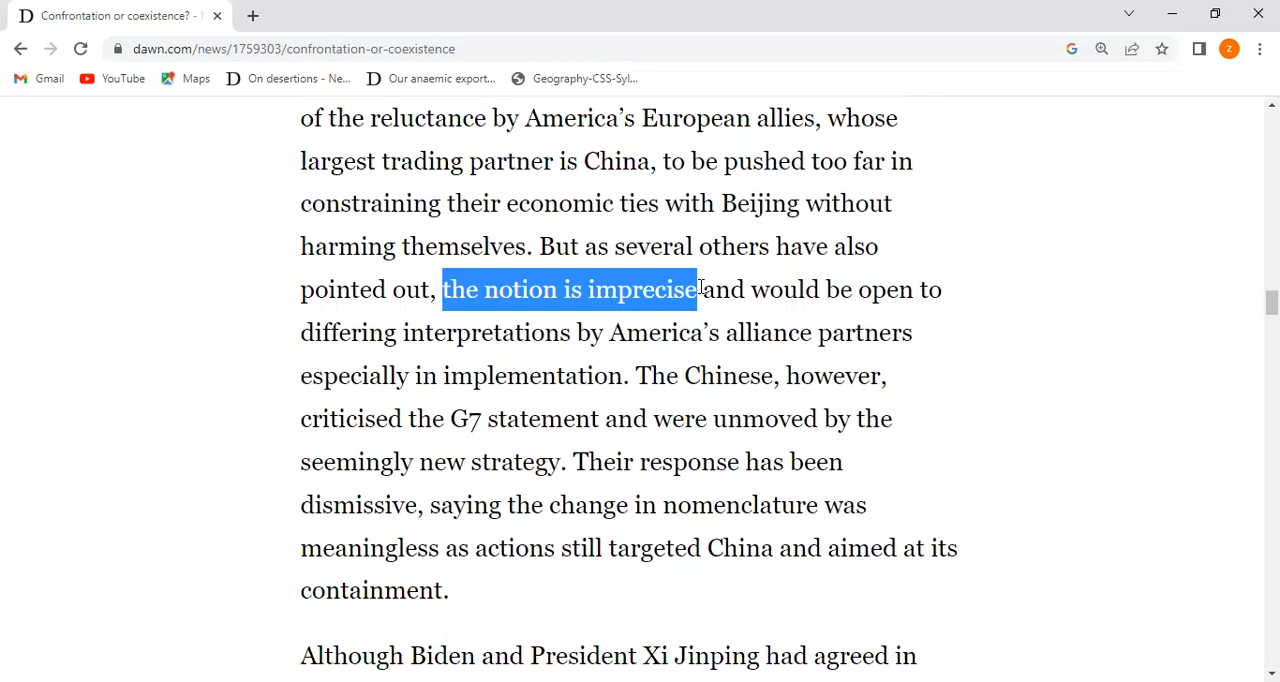 D Confrontation or coexistence? -
dawn.com/news/1759303/confrontation-or-coexistence
G Z
Gmail YouTube Maps D On desertions - Ne... D Our anaemic export... Geography-CSS-Syl...
of the reluctance by America’s European allies, whose
largest trading partner is China, to be pushed too far in
constraining their economic ties with Beijing without
harming themselves. But as several others have also
pointed out, the notion is imprecise and would be open to
differing interpretations by America’s alliance partners
especially in implementation. The Chinese, however,
criticised the G7 statement and were unmoved by the
seemingly new strategy. Their response has been
dismissive, saying the change in nomenclature was
meaningless as actions still targeted China and aimed at its
containment.
Although Biden and President Xi Jinping had agreed in